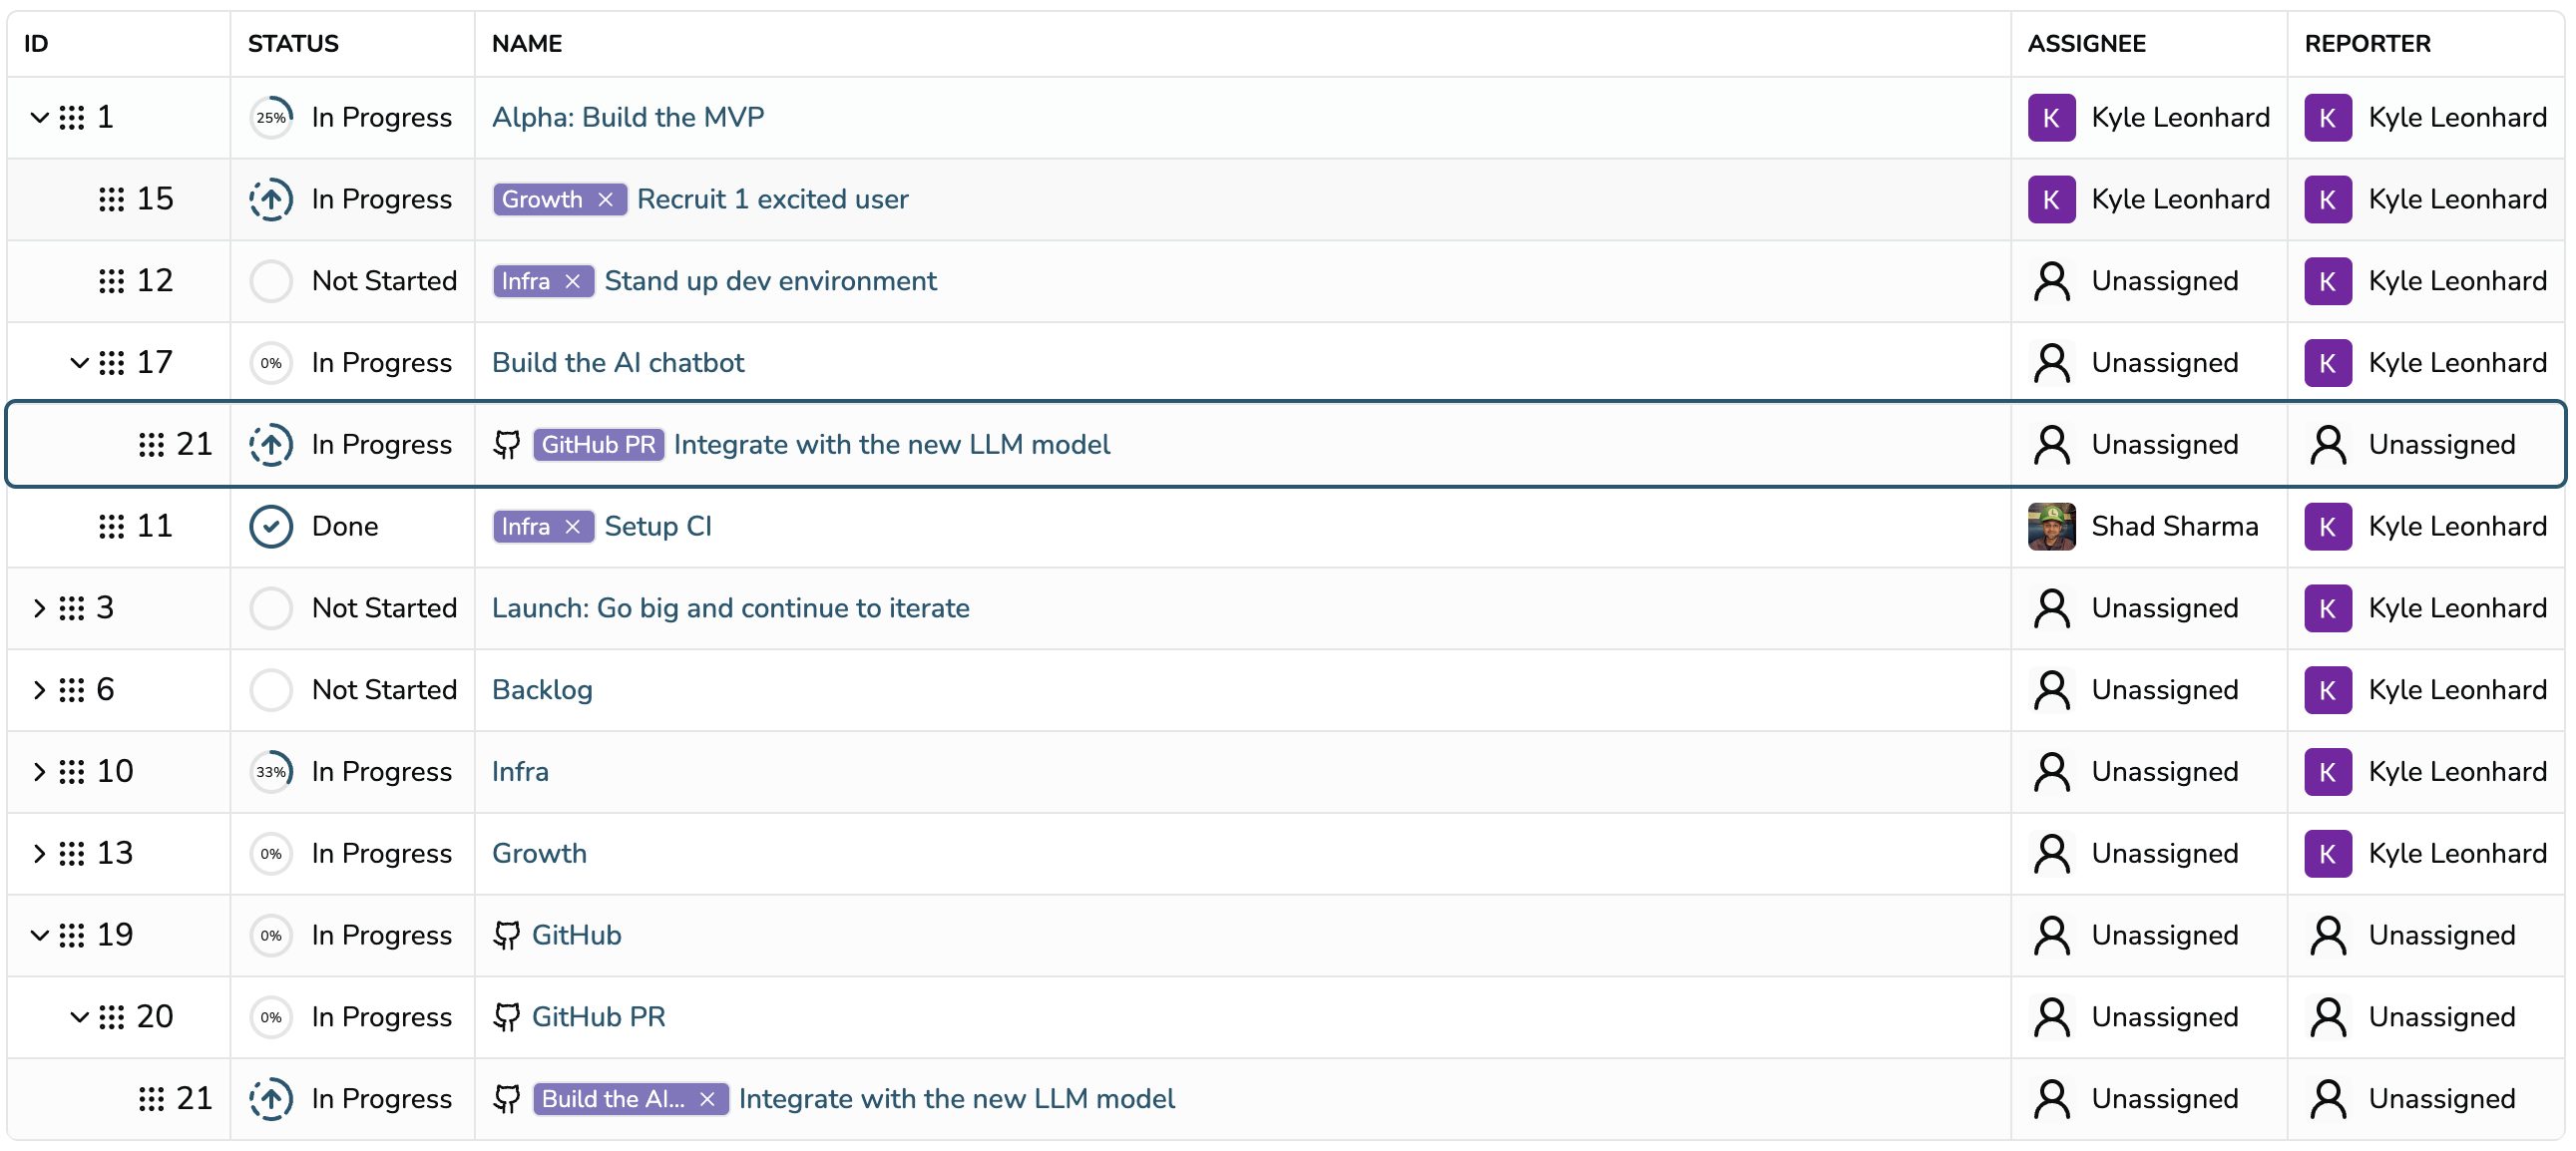 ID STATUS NAME ASSIGNEE REPORTER
1 25% In Progress Alpha: Build the MVP K Kyle Leonhard K Kyle Leonhard
15 In Progress Growth × Recruit 1 excited user K Kyle Leonhard K Kyle Leonhard
12 Not Started Infra × Stand up dev environment Unassigned K Kyle Leonhard
17 0% In Progress Build the AI chatbot Unassigned K Kyle Leonhard
21 In Progress GitHub PR Integrate with the new LLM model Unassigned Unassigned
11 Done Infra × Setup CI Shad Sharma K Kyle Leonhard
3 Not Started Launch: Go big and continue to iterate Unassigned K Kyle Leonhard
6 Not Started Backlog Unassigned K Kyle Leonhard
10 33% In Progress Infra Unassigned K Kyle Leonhard
13 0% In Progress Growth Unassigned K Kyle Leonhard
19 0% In Progress GitHub Unassigned Unassigned
20 0% In Progress GitHub PR Unassigned Unassigned
21 In Progress Build the AI... × Integrate with the new LLM model Unassigned Unassigned